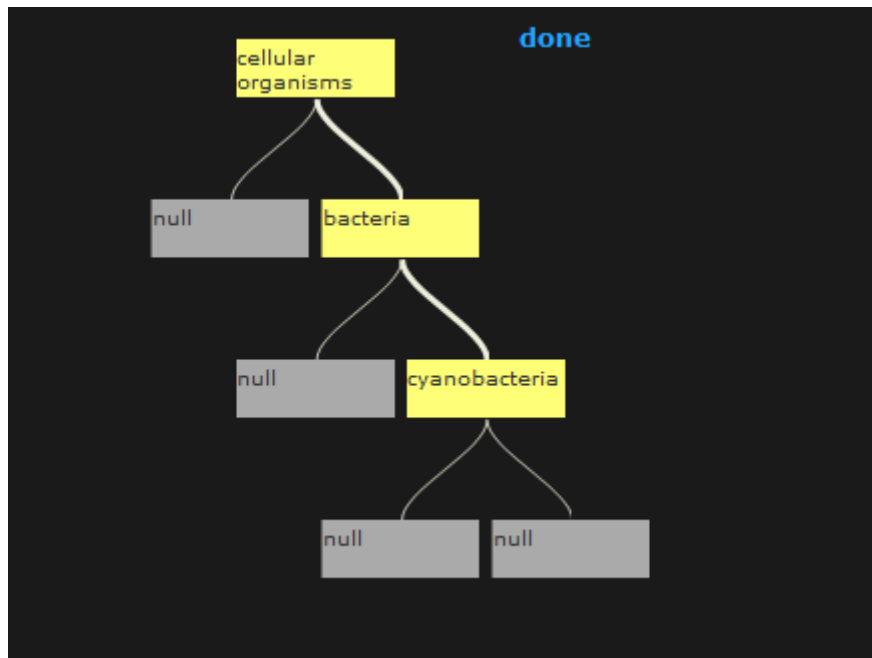 done
cellular
organisms
null
bacteria
null
cyanobacteria
null
null